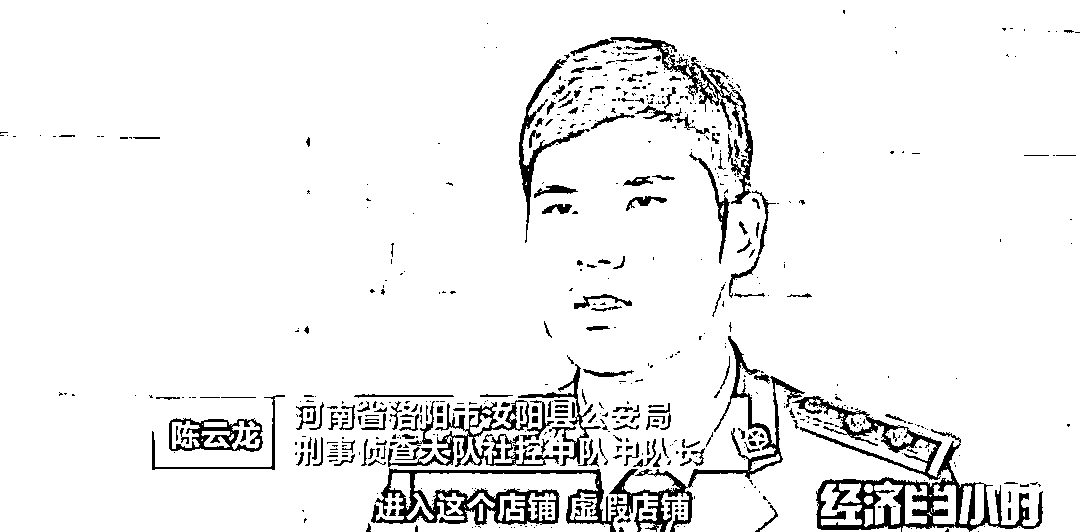 陈云龙
河南省洛阳市汝阳县公安局
刑事侦查大队社控中队中队长
进入这个店铺 虚假店铺
经济半小时